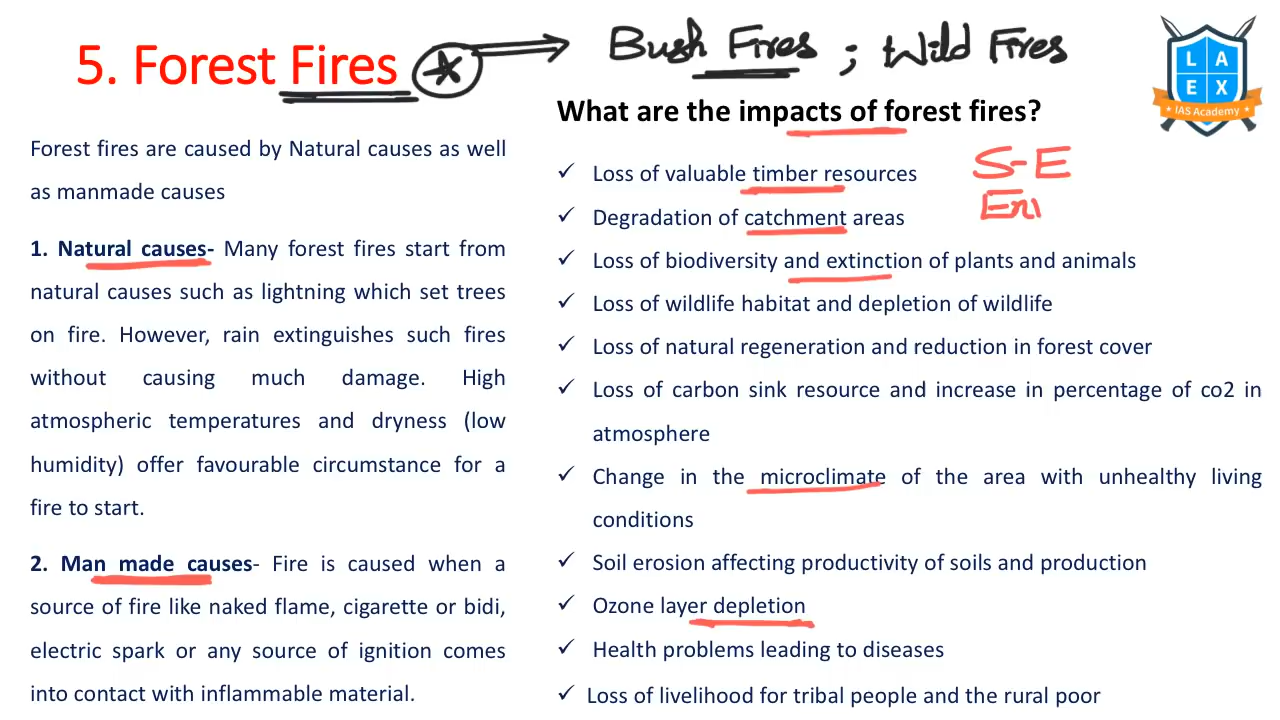 5. Forest Fires
Bush Fires ; Wild Fires
LA
EX
IAS Academy
Forest fires are caused by Natural causes as well
as manmade causes
1. Natural causes- Many forest fires start from
natural causes such as lightning which set trees
on fire. However, rain extinguishes such fires
without causing much damage. High
atmospheric temperatures and dryness (low
humidity) offer favourable circumstance for a
fire to start.
2. Man made causes- Fire is caused when a
source of fire like naked flame, cigarette or bidi,
electric spark or any source of ignition comes
into contact with inflammable material.
What are the impacts of forest fires?
S-E
✓ Loss of valuable timber resources
✓ Degradation of catchment areas
✓ Loss of biodiversity and extinction of plants and animals
✓ Loss of wildlife habitat and depletion of wildlife
✓ Loss of natural regeneration and reduction in forest cover
✓ Loss of carbon sink resource and increase in percentage of co2 in
atmosphere
✓ Change in the microclimate of the area with unhealthy living
conditions
✓ Soil erosion affecting productivity of soils and production
✓ Ozone layer depletion
✓ Health problems leading to diseases
✓ Loss of livelihood for tribal people and the rural poor